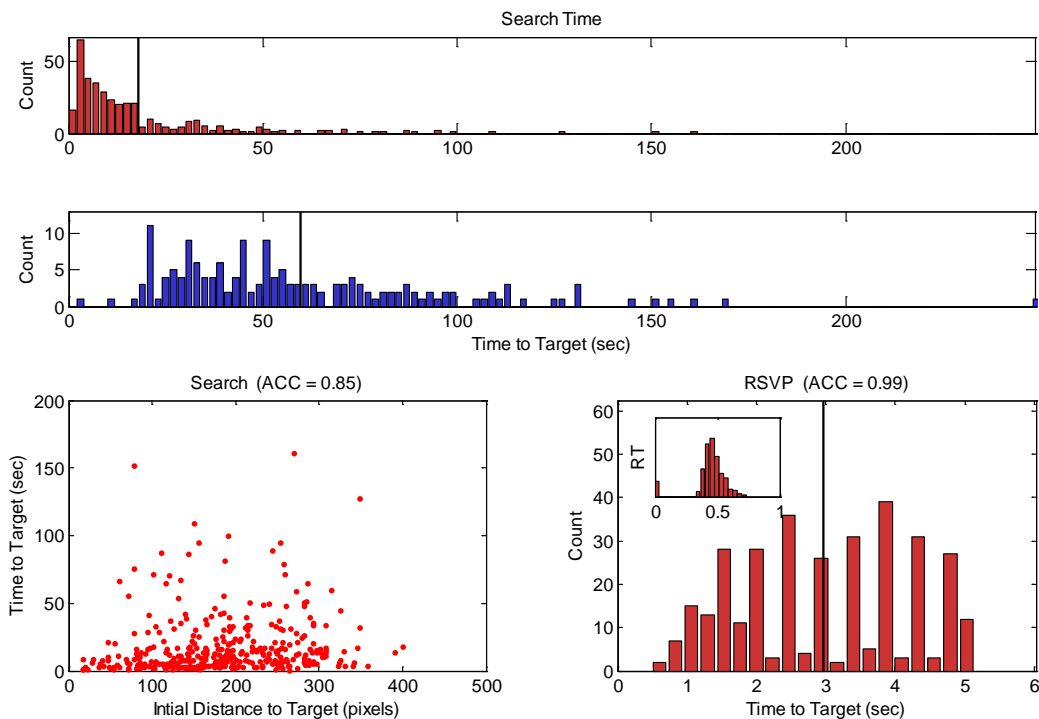 Search Time
Count
50
0
0 50 100 150 200
Count
10
5
0
0 50 100 150 200
Time to Target (sec)
Search (ACC = 0.85)
Time to Target (sec)
200
150
100
50
0
0 100 200 300 400 500
Intial Distance to Target (pixels)
RSVP (ACC = 0.99)
Count
60
50
40
30
20
10
0
RT
0 0.5 1
0 1 2 3 4 5 6
Time to Target (sec)